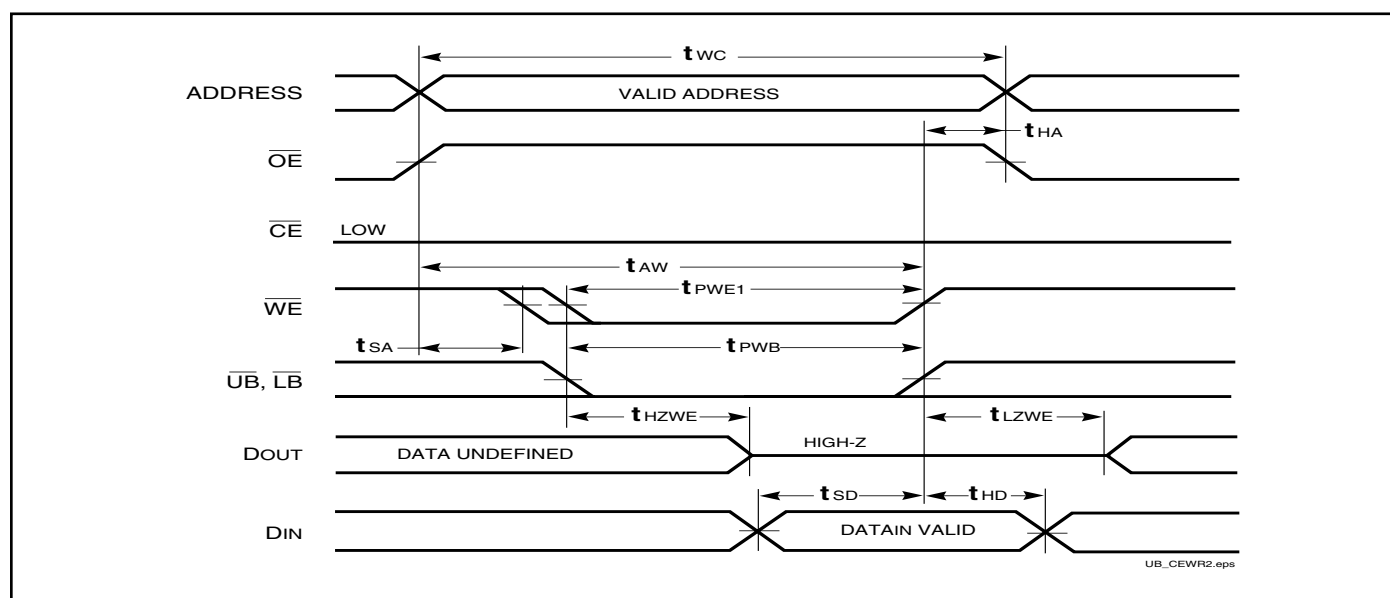 tWC
ADDRESS VALID ADDRESS
tHA
OE
CE LOW
tAW
tPWE1
WE
tSA tPWB
UB, LB
tHZWE tLZWE
DOUT DATA UNDEFINED HIGH-Z
tSD tHD
DIN DATAIN VALID
UB_CEWR2.eps